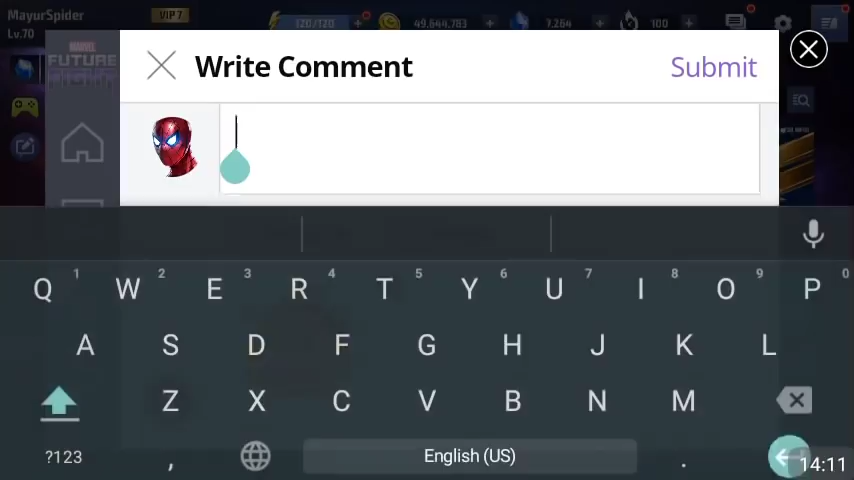 MayurSpider
VIP 7
120/120
49,644,783
7,264
100
Lv.70
MARVEL
FUTURE
FIGHT
Write Comment
Submit
Q 1 W 2 E 3 R 4 T 5 Y 6 U 7 I 8 O 9 P 0
A S D F G H J K L
Z X C V B N M
?123 , English (US) .
14:11